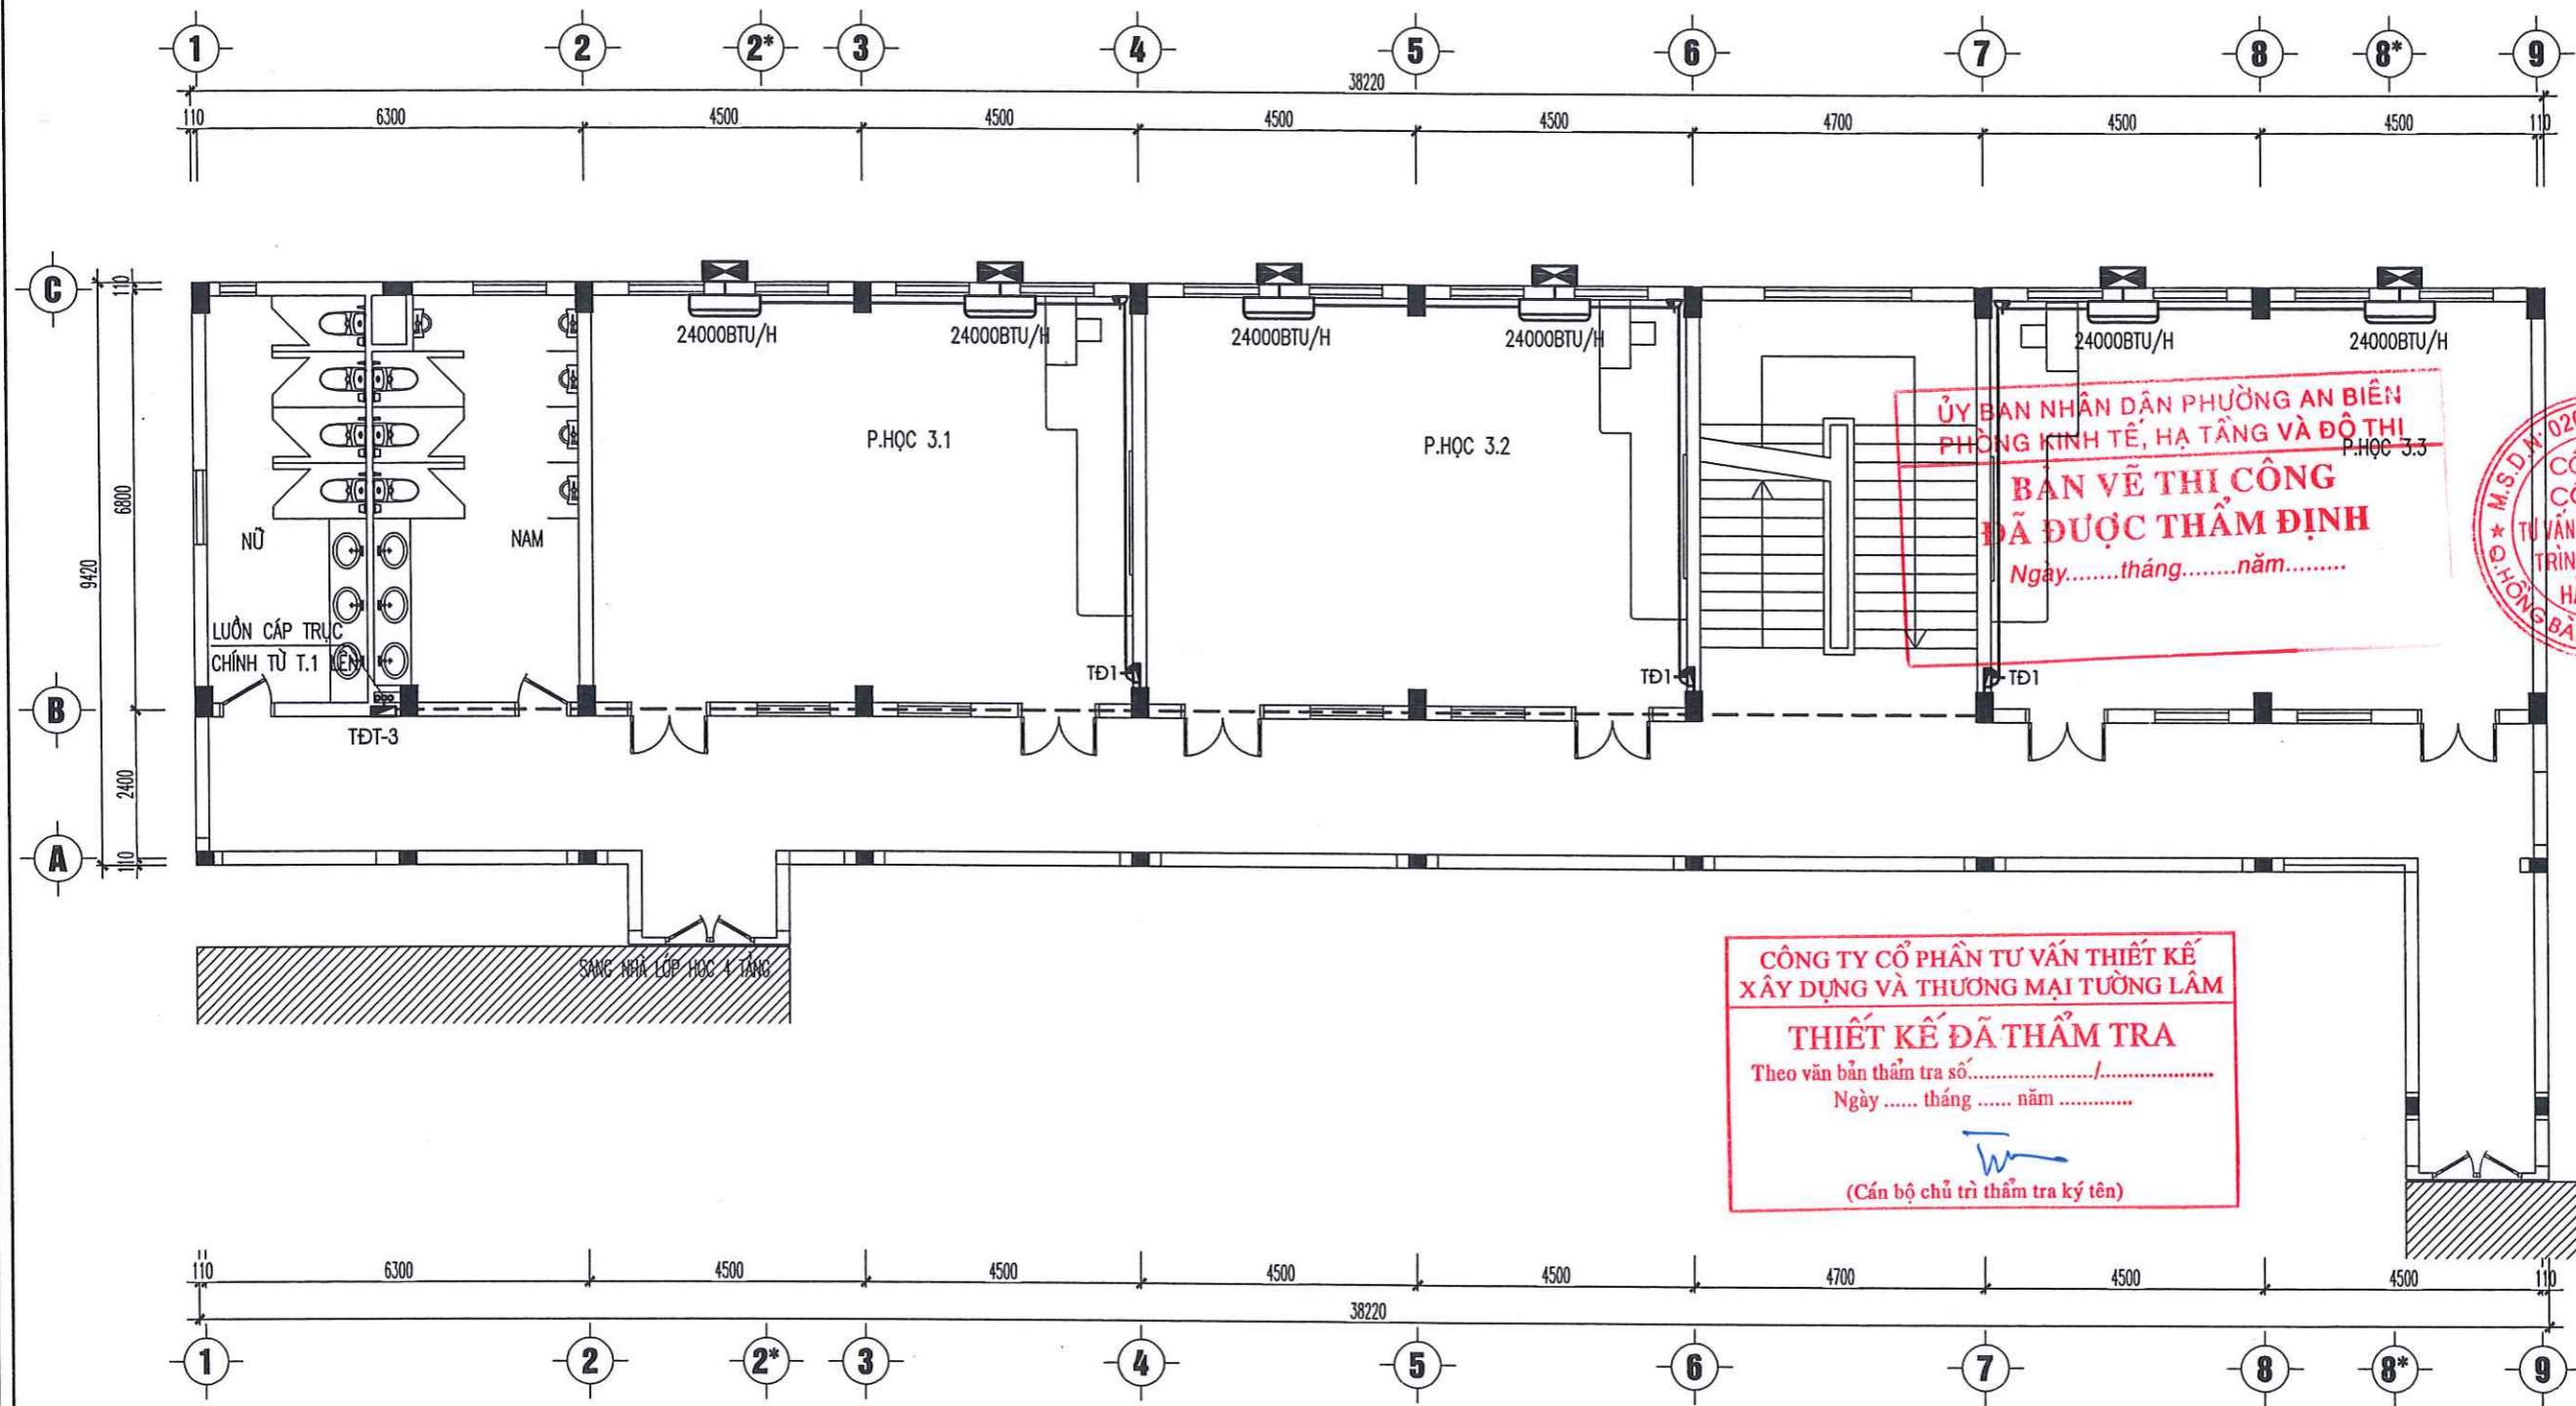 1 2 2* 3 4 5 6 7 8 8* 9
38220
110 6300 4500 4500 4500 4500 4700 4500 4500 110
C
110
24000BTU/H 24000BTU/H 24000BTU/H 24000BTU/H 24000BTU/H 24000BTU/H
ỦY BAN NHÂN DÂN PHƯỜNG AN BIÊN
PHÒNG KINH TẾ, HẠ TẦNG VÀ ĐÔ THỊ
BẢN VẼ THI CÔNG
ĐÃ ĐƯỢC THẨM ĐỊNH
Ngày........tháng........năm.........
P.HỌC 3.1
P.HỌC 3.2
P.HỌC 3.3
M.S.D.N: 02
TƯ VẤN
Q.HỒNG BÀ
6800
9420
NỮ
NAM
LUỒN CÁP TRỤC
CHÍNH TỪ T.1 LÊN
TĐ1 TĐ1 TĐ1
B
TĐT-3
2400
A
110
SANG NHÀ LỚP HỌC 4 TẦNG
CÔNG TY CỔ PHẦN TƯ VẤN THIẾT KẾ
XÂY DỰNG VÀ THƯƠNG MẠI TƯỜNG LÂM
THIẾT KẾ ĐÃ THẨM TRA
Theo văn bản thẩm tra số...................../...................
Ngày ...... tháng ...... năm .............
(Cán bộ chủ trì thẩm tra ký tên)
110 6300 4500 4500 4500 4500 4700 4500 4500 110
38220
1 2 2* 3 4 5 6 7 8 8* 9